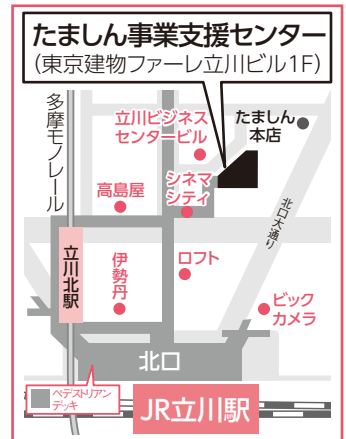 たましん事業支援センター
(東京建物ファーレ立川ビル1F)
多摩モノレール
立川ビジネス
センタービル
たましん
本店
シネマ
シティ
高島屋
北口大通り
立川北駅
伊勢丹
ロフト
ビック
カメラ
北口
ペデストリアン
デッキ
JR立川駅